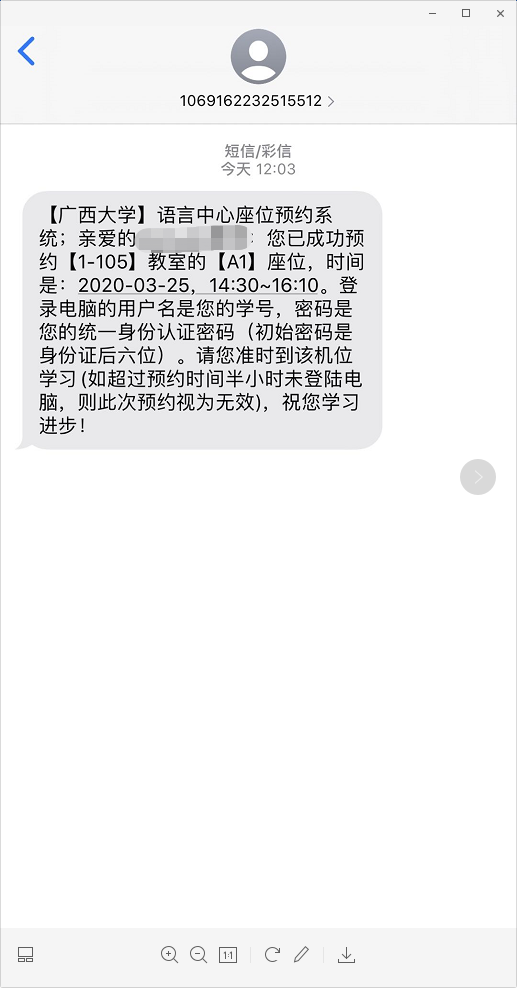 1069162232515512
短信/彩信
今天 12:03
【广西大学】语言中心座位预约系
统；亲爱的
：您已成功预
约【1-105】教室的【A1】座位，时间
是：2020-03-25，14:30~16:10。登
录电脑的用户名是您的学号，密码是
您的统一身份认证密码（初始密码是
身份证后六位）。请您准时到该机位
学习(如超过预约时间半小时未登陆电
脑，则此次预约视为无效)，祝您学习
进步！
1:1